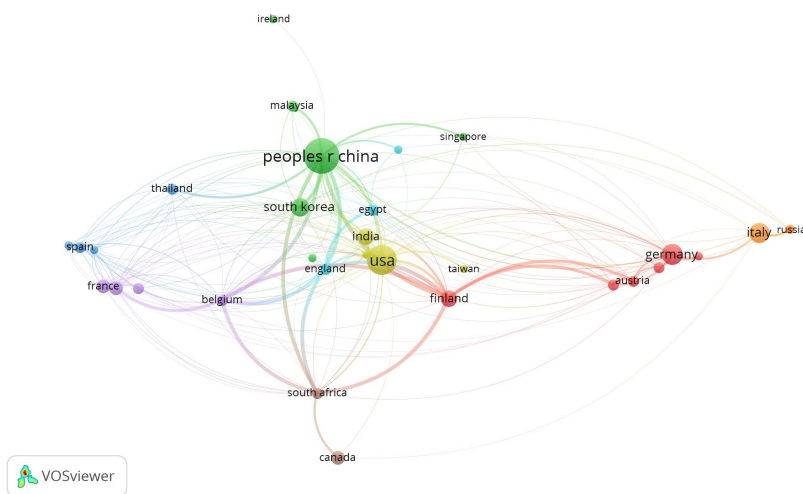 ireland
malaysia
singapore
peoples r china
thailand
south korea
egypt
india
spain
italy
russia
germany
usa
england
taiwan
austria
france
belgium
finland
south africa
canada
VOSviewer